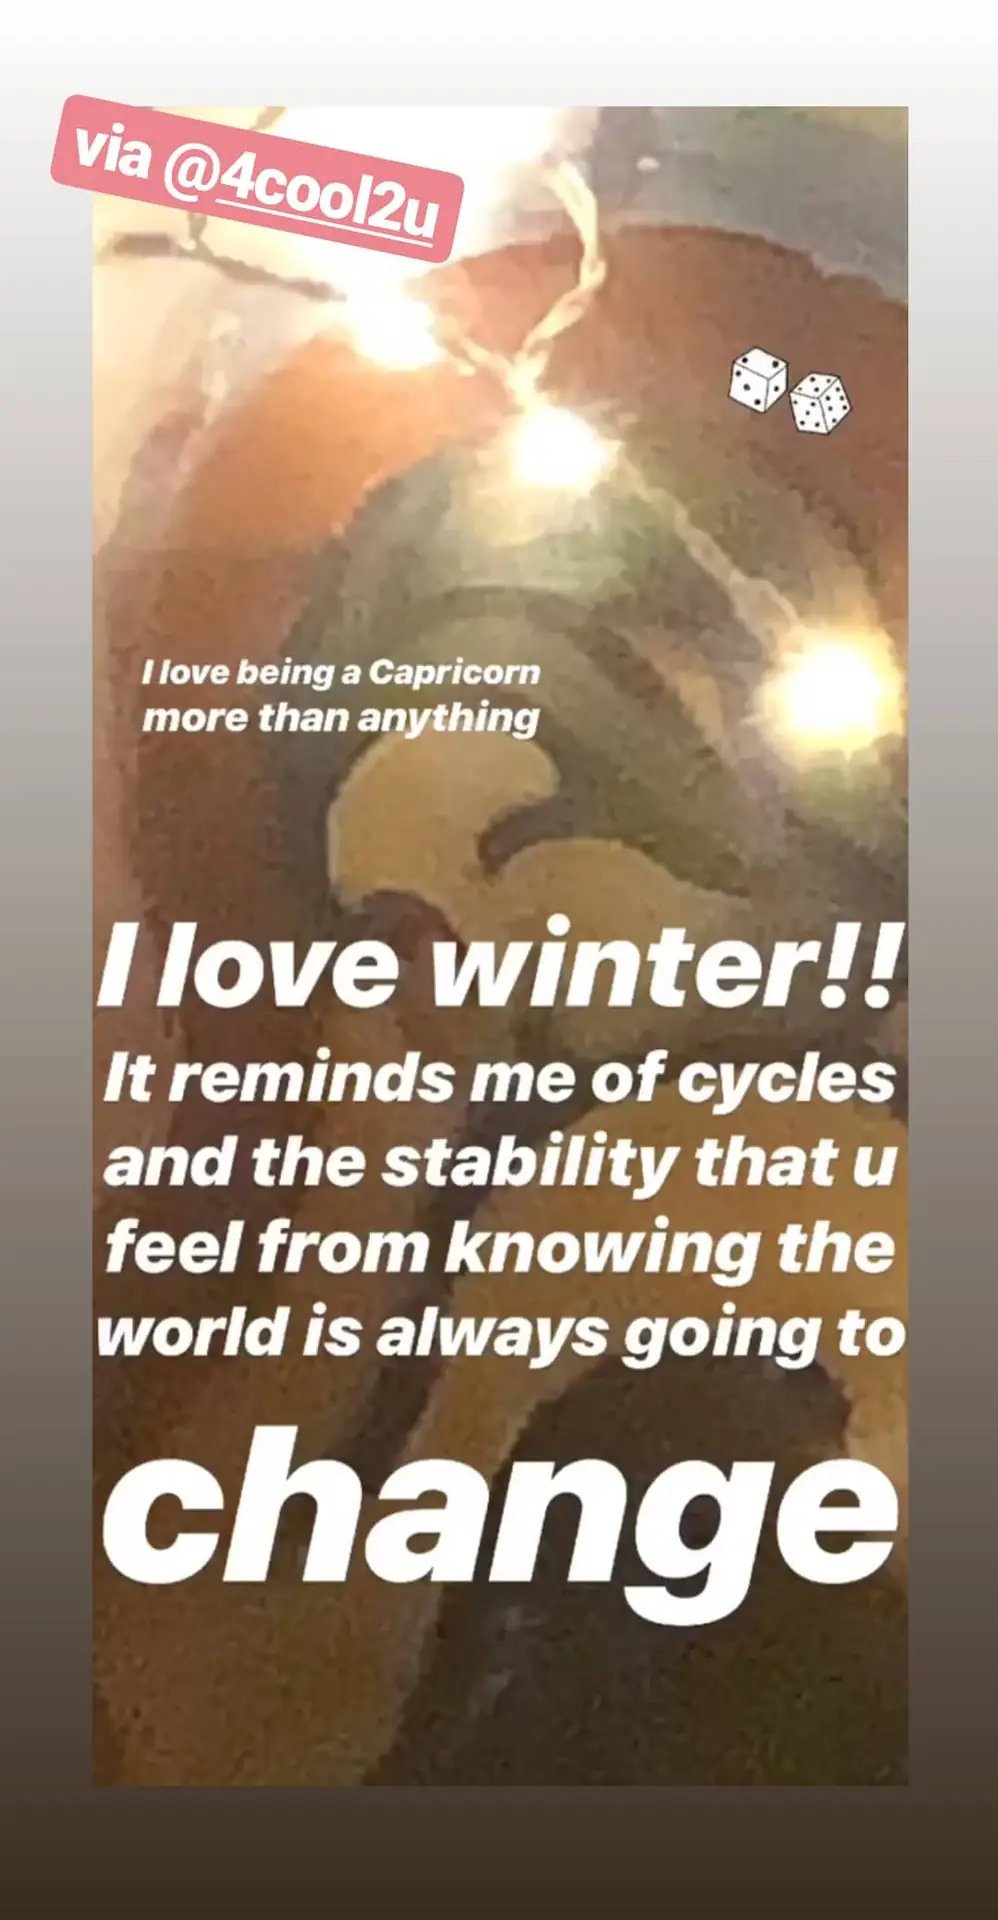 via @4cool2u
I love being a Capricorn
more than anything
I love winter!!
It reminds me of cycles
and the stability that u
feel from knowing the
world is always going to
change